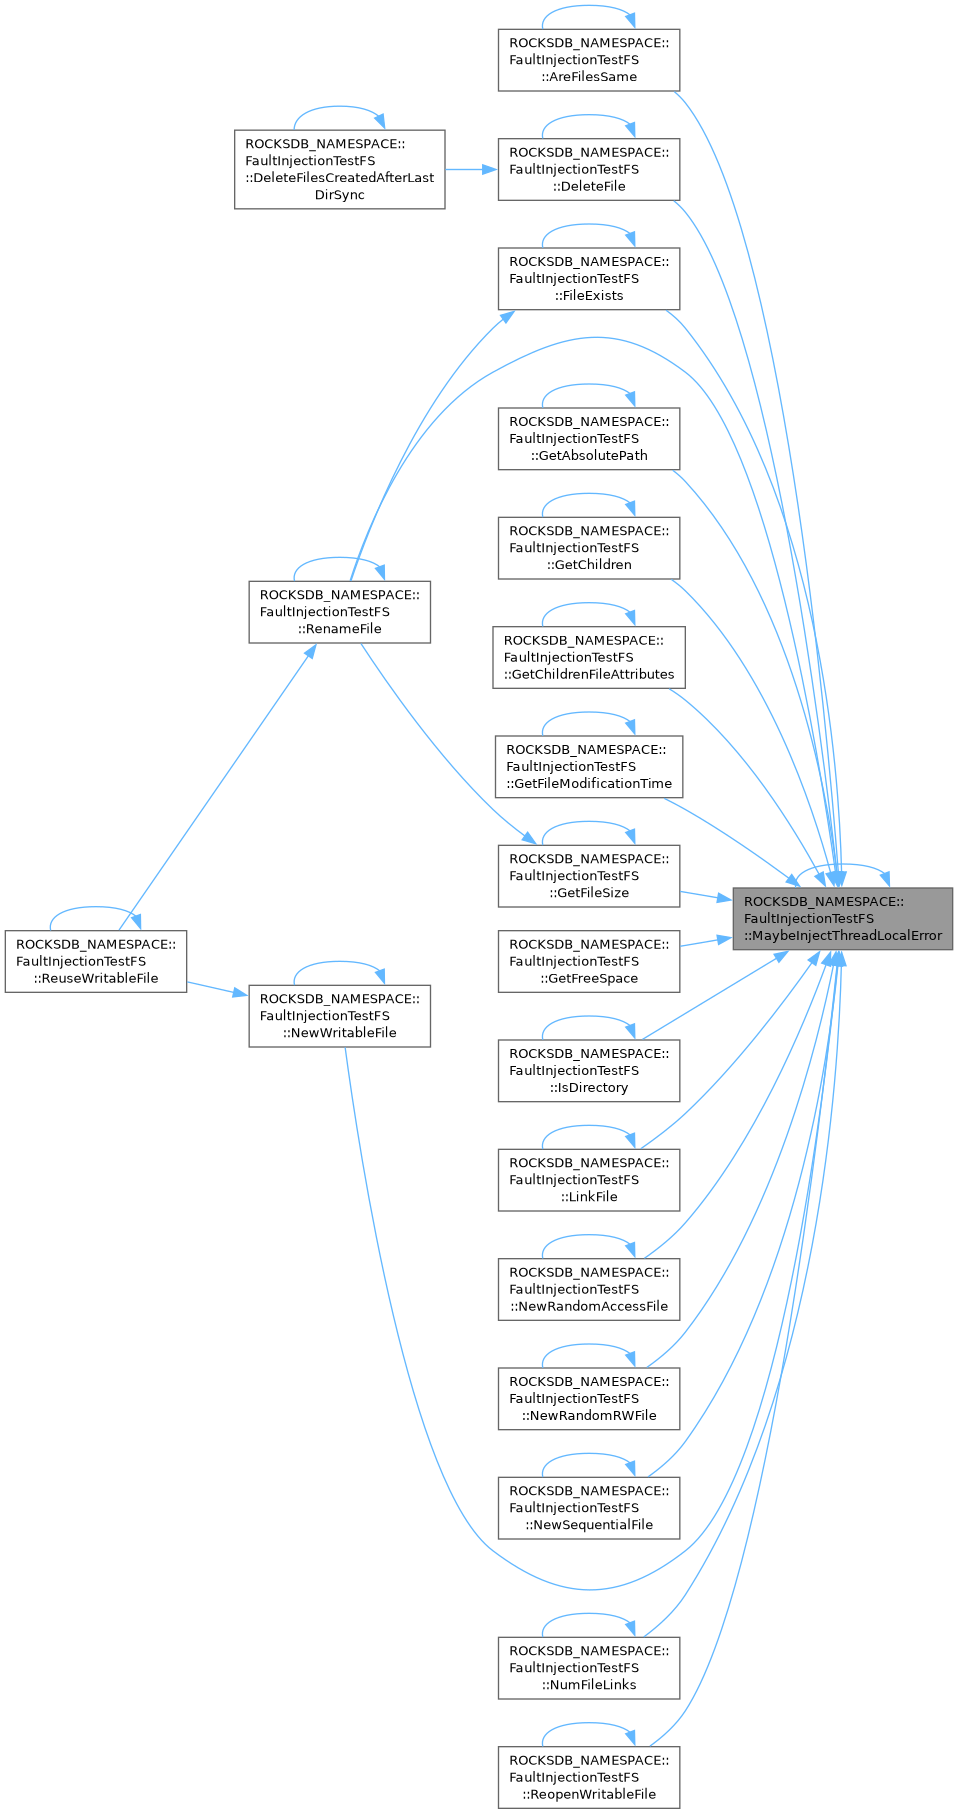 ROCKSDB_NAMESPACE::
FaultInjectionTestFS
::AreFilesSame
ROCKSDB_NAMESPACE::
FaultInjectionTestFS
::DeleteFilesCreatedAfterLast
DirSync
ROCKSDB_NAMESPACE::
FaultInjectionTestFS
::DeleteFile
ROCKSDB_NAMESPACE::
FaultInjectionTestFS
::FileExists
ROCKSDB_NAMESPACE::
FaultInjectionTestFS
::GetAbsolutePath
ROCKSDB_NAMESPACE::
FaultInjectionTestFS
::GetChildren
ROCKSDB_NAMESPACE::
FaultInjectionTestFS
::RenameFile
ROCKSDB_NAMESPACE::
FaultInjectionTestFS
::GetChildrenFileAttributes
ROCKSDB_NAMESPACE::
FaultInjectionTestFS
::GetFileModificationTime
ROCKSDB_NAMESPACE::
FaultInjectionTestFS
::GetFileSize
ROCKSDB_NAMESPACE::
FaultInjectionTestFS
::MaybeInjectThreadLocalError
ROCKSDB_NAMESPACE::
FaultInjectionTestFS
::ReuseWritableFile
ROCKSDB_NAMESPACE::
FaultInjectionTestFS
::GetFreeSpace
ROCKSDB_NAMESPACE::
FaultInjectionTestFS
::NewWritableFile
ROCKSDB_NAMESPACE::
FaultInjectionTestFS
::IsDirectory
ROCKSDB_NAMESPACE::
FaultInjectionTestFS
::LinkFile
ROCKSDB_NAMESPACE::
FaultInjectionTestFS
::NewRandomAccessFile
ROCKSDB_NAMESPACE::
FaultInjectionTestFS
::NewRandomRWFile
ROCKSDB_NAMESPACE::
FaultInjectionTestFS
::NewSequentialFile
ROCKSDB_NAMESPACE::
FaultInjectionTestFS
::NumFileLinks
ROCKSDB_NAMESPACE::
FaultInjectionTestFS
::ReopenWritableFile